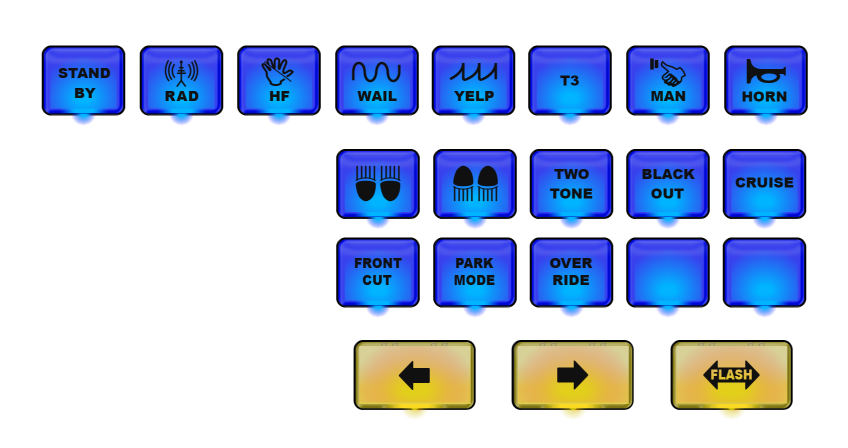 STAND
BY
RAD
HF
WAIL
YELP
T3
MAN
HORN
TWO
TONE
BLACK
OUT
CRUISE
FRONT
CUT
PARK
MODE
OVER
RIDE
FLASH